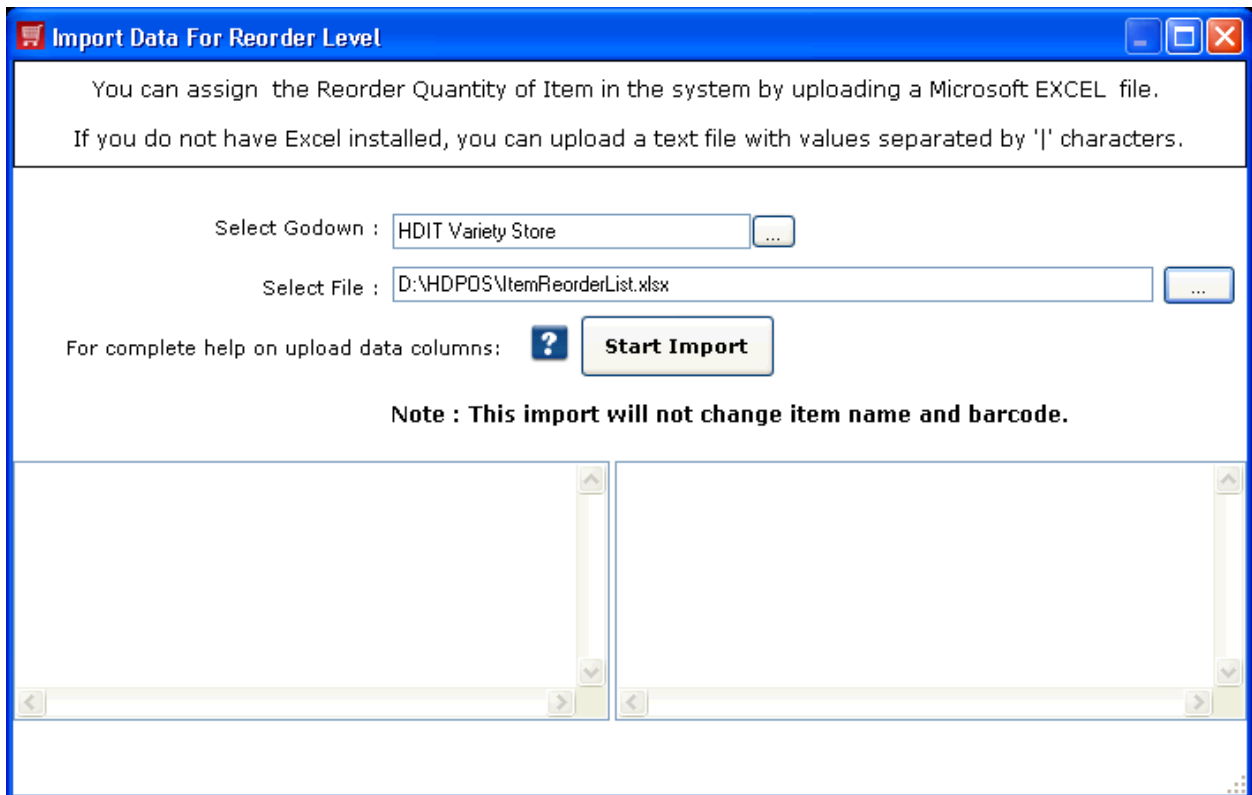 Import Data For Reorder Level
You can assign the Reorder Quantity of Item in the system by uploading a Microsoft EXCEL file.
If you do not have Excel installed, you can upload a text file with values separated by '|' characters.
Select Godown : HDIT Variety Store ...
Select File : D:\HDPOS\ItemReorderList.xlsx ...
For complete help on upload data columns: ? Start Import
Note : This import will not change item name and barcode.